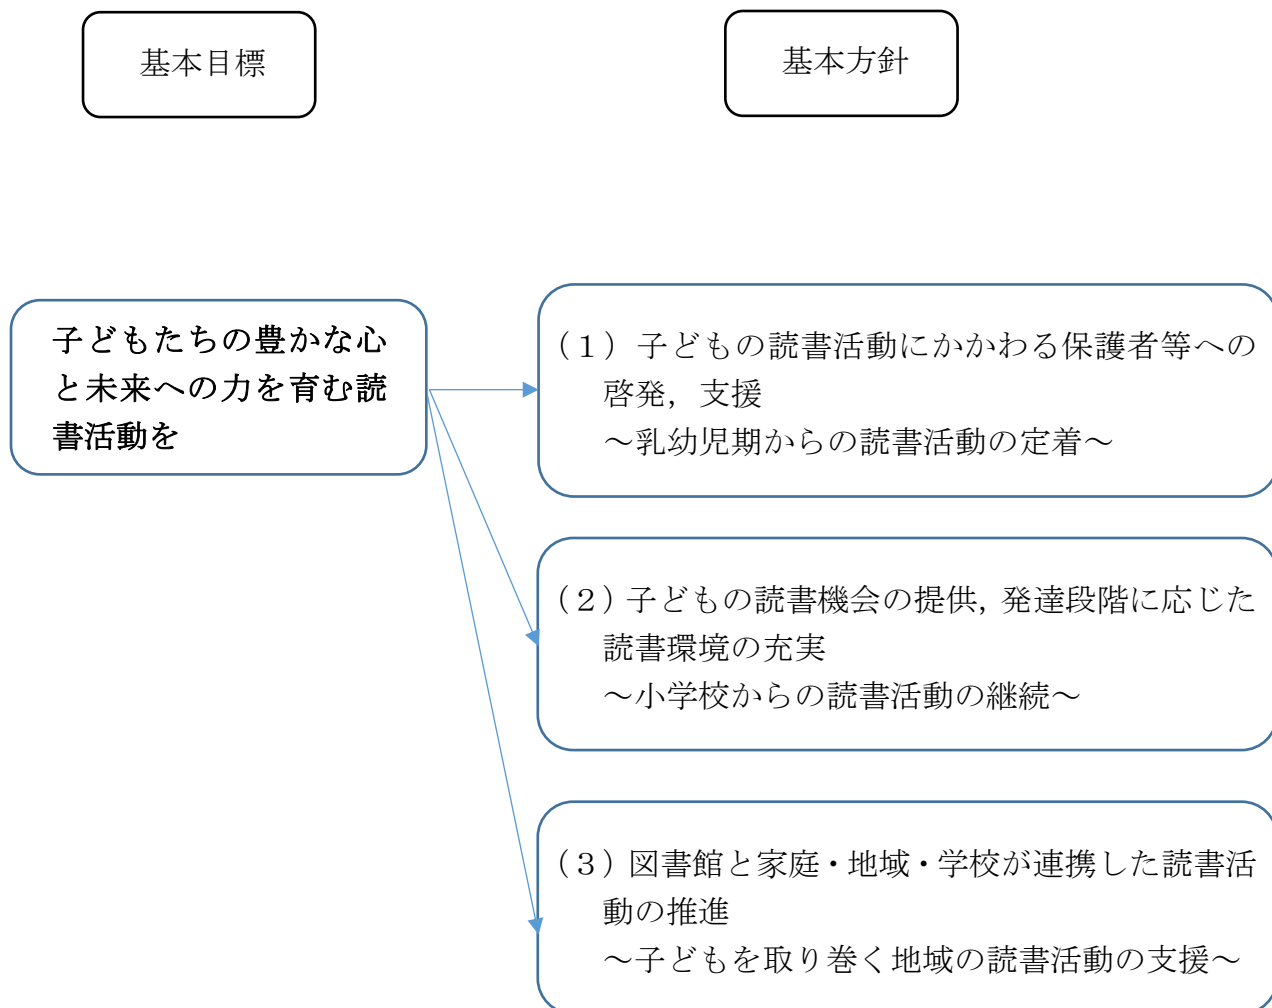 基本目標
基本方針
子どもたちの豊かな心
と未来への力を育む読
書活動を
（１）子どもの読書活動にかかわる保護者等への
啓発，支援
～乳幼児期からの読書活動の定着～
（２）子どもの読書機会の提供，発達段階に応じた
読書環境の充実
～小学校からの読書活動の継続～
（３）図書館と家庭・地域・学校が連携した読書活
動の推進
～子どもを取り巻く地域の読書活動の支援～